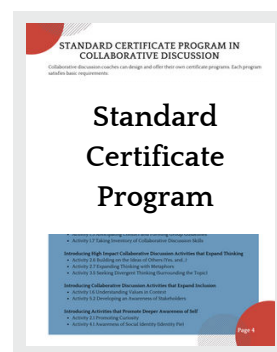 STANDARD CERTIFICATE PROGRAM IN
COLLABORATIVE DISCUSSION
Collaborative discussion coaches can design and offer their own certificate programs. Each program
satisfies basic requirements:
Standard
Certificate
Program
• Activity 1.7 Taking Inventory of Collaborative Discussion Skills
Introducing High Impact Collaborative Discussion Activities that Expand Thinking
• Activity 3.6 Building on the Ideas of Others (Yes, and...)
• Activity 3.7 Expanding Thinking with Metaphors
• Activity 3.8 Seeking Divergent Thinking (Surrounding the Topic)
Introducing Collaborative Discussion Activities that Expand Inclusion
• Activity 1.6 Understanding Values in Context
• Activity 5.2 Developing an Awareness of Stakeholders
Introducing Activities that Promote Deeper Awareness of Self
• Activity 2.1 Promoting Curiosity
• Activity 4.1 Awareness of Social Identity (Identity Pie)
Page 4